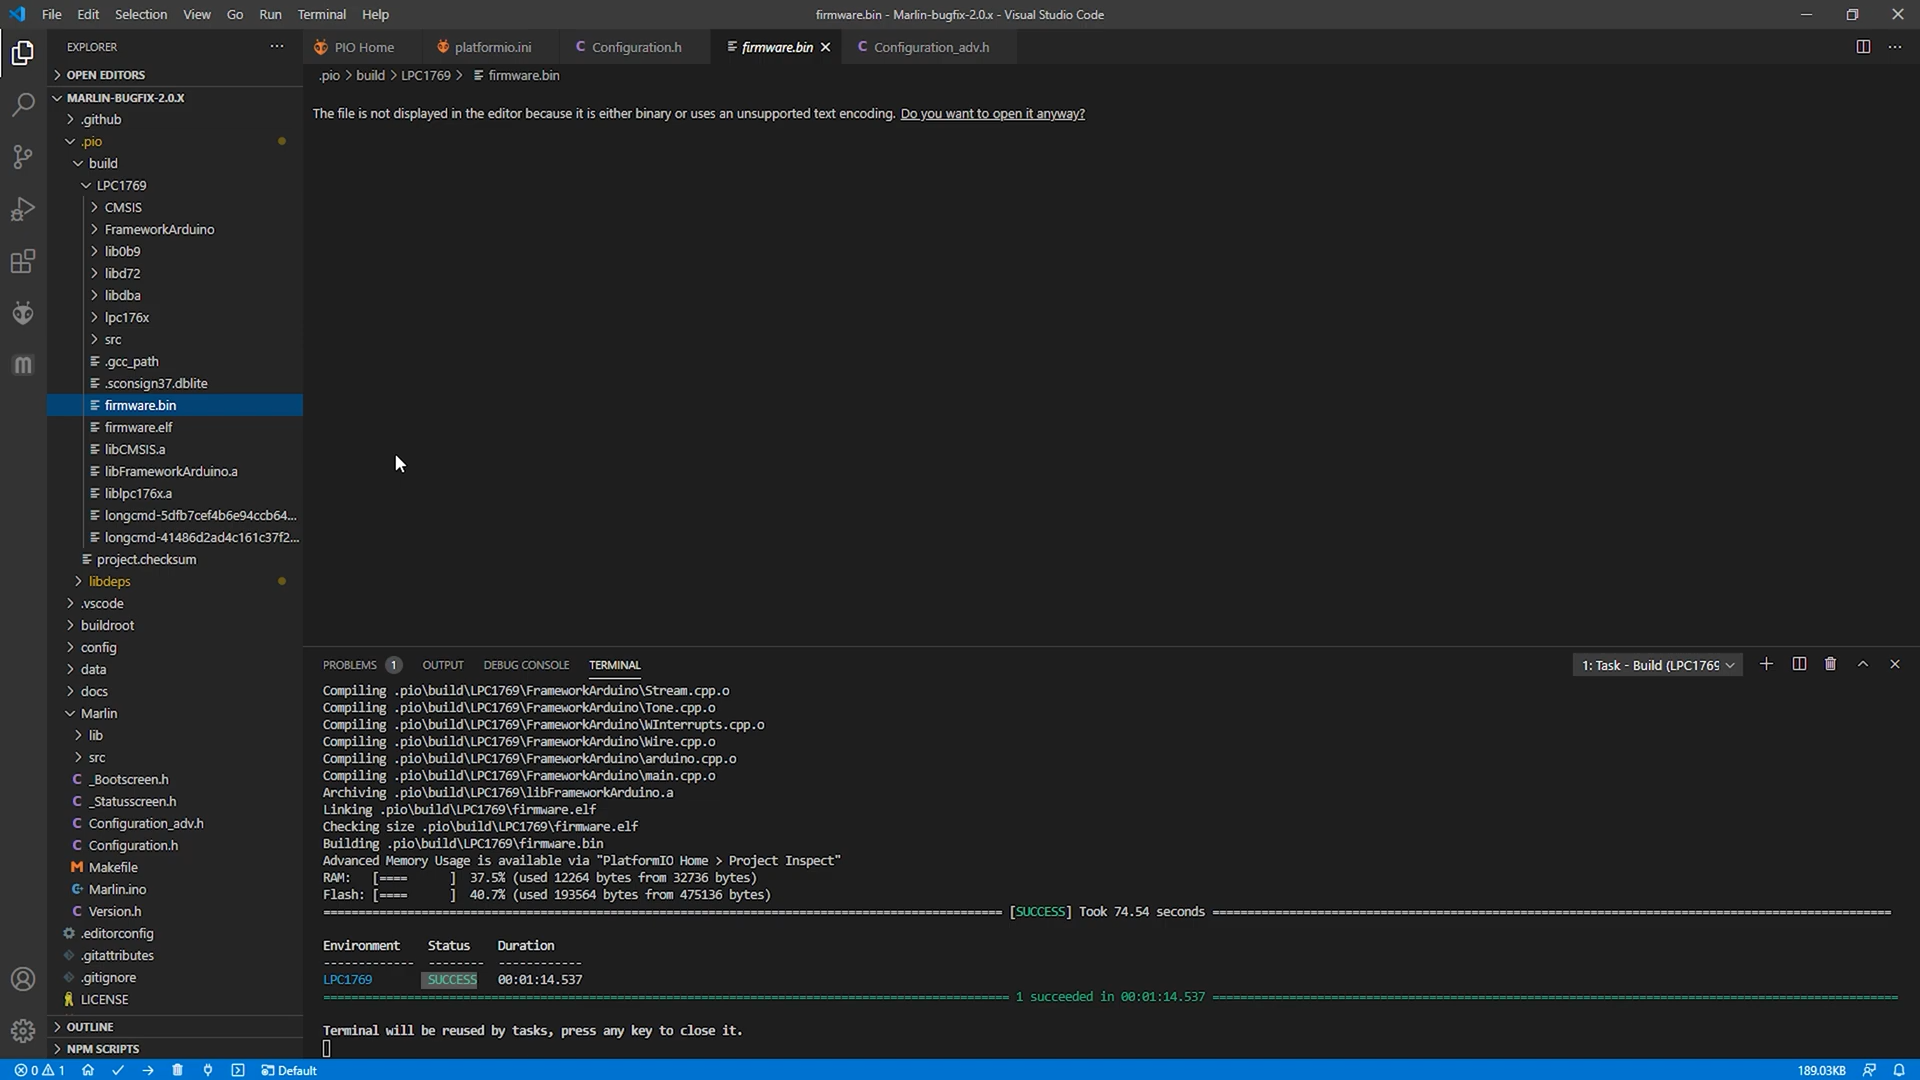 File Edit Selection View Go Run Terminal Help
firmware.bin - Marlin-bugfix-2.0.x - Visual Studio Code
EXPLORER
PIO Home
platformio.ini
Configuration.h
firmware.bin
Configuration_adv.h
OPEN EDITORS
.pio > build > LPC1769 > firmware.bin
MARLIN-BUGFIX-2.0.X
The file is not displayed in the editor because it is either binary or uses an unsupported text encoding. Do you want to open it anyway?
.github
.pio
build
LPC1769
CMSIS
FrameworkArduino
lib0b9
libd72
libdba
lpc176x
src
.gcc_path
.sconsign37.dblite
firmware.bin
firmware.elf
libCMSIS.a
libFrameworkArduino.a
liblpc176x.a
longcmd-5dfb7cef4b6e94ccb64...
longcmd-41486d2ad4c161c37f2...
project.checksum
libdeps
.vscode
buildroot
config
data
docs
Marlin
lib
src
_Bootscreen.h
_Statusscreen.h
Configuration_adv.h
Configuration.h
Makefile
Marlin.ino
Version.h
.editorconfig
.gitattributes
.gitignore
LICENSE
OUTLINE
NPM SCRIPTS
PROBLEMS 1 OUTPUT DEBUG CONSOLE TERMINAL
1: Task - Build (LPC1769
Compiling .pio\build\LPC1769\FrameworkArduino\Stream.cpp.o
Compiling .pio\build\LPC1769\FrameworkArduino\Tone.cpp.o
Compiling .pio\build\LPC1769\FrameworkArduino\WInterrupts.cpp.o
Compiling .pio\build\LPC1769\FrameworkArduino\Wire.cpp.o
Compiling .pio\build\LPC1769\FrameworkArduino\arduino.cpp.o
Compiling .pio\build\LPC1769\FrameworkArduino\main.cpp.o
Archiving .pio\build\LPC1769\libFrameworkArduino.a
Linking .pio\build\LPC1769\firmware.elf
Checking size .pio\build\LPC1769\firmware.elf
Building .pio\build\LPC1769\firmware.bin
Advanced Memory Usage is available via "PlatformIO Home > Project Inspect"
RAM: [==== ] 37.5% (used 12264 bytes from 32736 bytes)
Flash: [==== ] 40.7% (used 193564 bytes from 475136 bytes)
[SUCCESS] Took 74.54 seconds
Environment Status Duration
------------- -------- ------------
LPC1769 SUCCESS 00:01:14.537
1 succeeded in 00:01:14.537
Terminal will be reused by tasks, press any key to close it.
0 1 Default 189.03KB